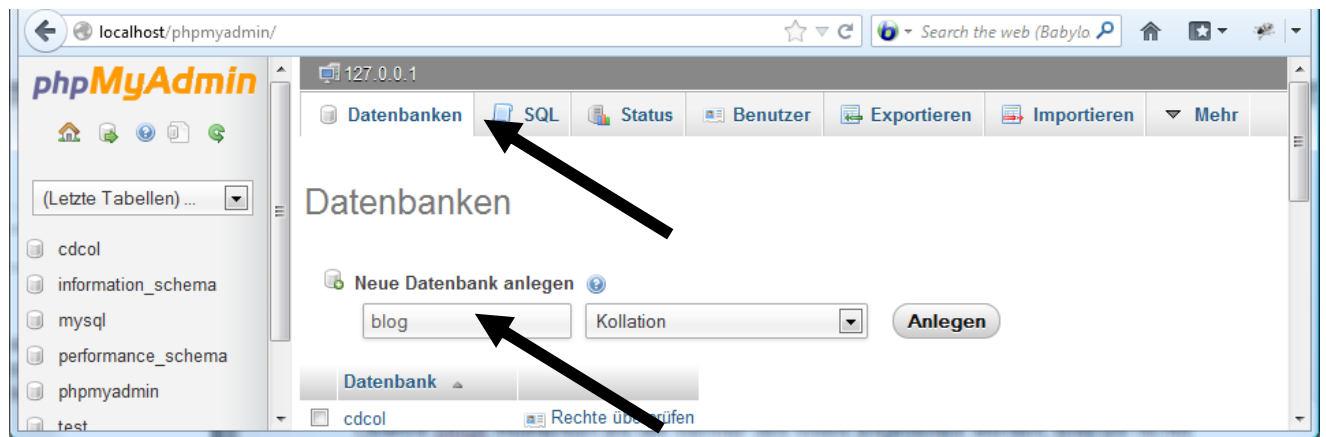 localhost/phpmyadmin/
Search the web (Babylo
phpMyAdmin
127.0.0.1
Datenbanken SQL Status Benutzer Exportieren Importieren Mehr
(Letzte Tabellen) ...
cdcol
information_schema
mysql
performance_schema
phpmyadmin
test
Datenbanken
Neue Datenbank anlegen
blog Kollation Anlegen
Datenbank
cdcol Rechte überprüfen